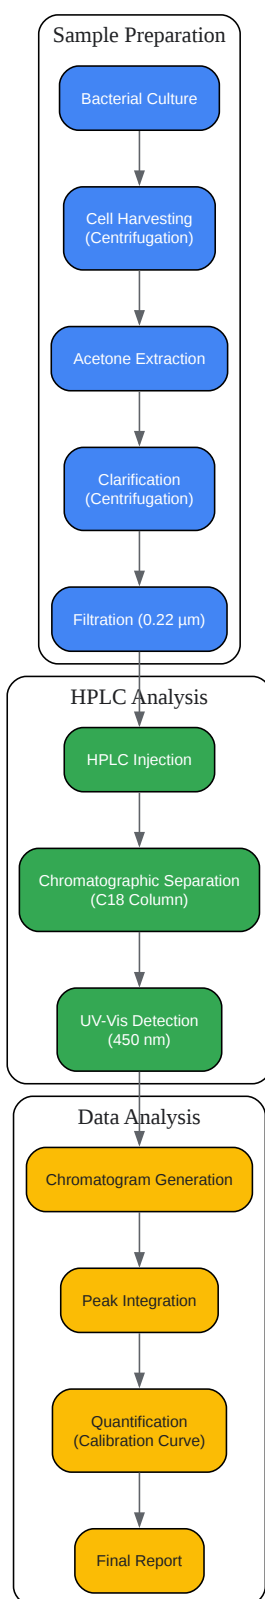 Sample Preparation
Bacterial Culture
Cell Harvesting
(Centrifugation)
Acetone Extraction
Clarification
(Centrifugation)
Filtration (0.22 µm)
HPLC Analysis
HPLC Injection
Chromatographic Separation
(C18 Column)
UV-Vis Detection
(450 nm)
Data Analysis
Chromatogram Generation
Peak Integration
Quantification
(Calibration Curve)
Final Report